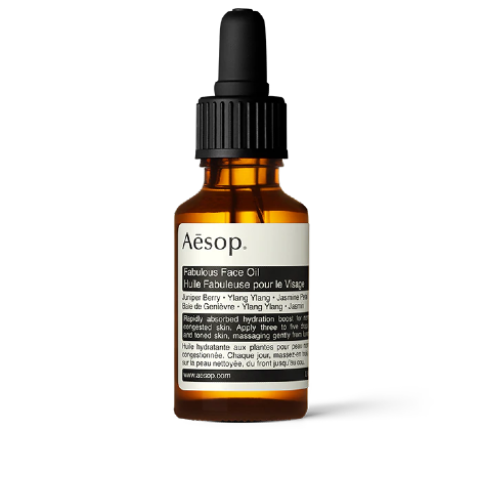 Aēsop.
Fabulous Face Oil
Huile Fabuleuse pour le Visage
Juniper Berry • Ylang Ylang • Jasmine
Baie de Genièvre • Ylang Ylang • Jasmin
Rapidly absorbed hydration boost for
congested skin. Apply three to five
and toned skin, massaging gently from
Huile hydratante aux plantes pour peau
congestionnée. Chaque jour, massez-en
sur la peau nettoyée, du front jusqu'au cou.
www.aesop.com